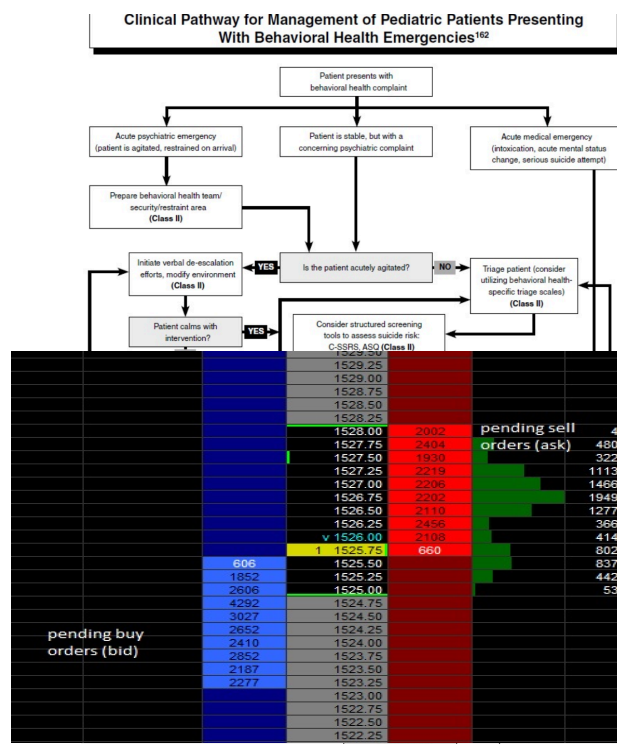 Clinical Pathway for Management of Pediatric Patients Presenting
With Behavioral Health Emergencies¹⁶²
Patient presents with
behavioral health complaint
Acute psychiatric emergency
(patient is agitated, restrained on arrival)
Patient is stable, but with a
concerning psychiatric complaint
Acute medical emergency
(intoxication, acute mental status
change, serious suicide attempt)
Prepare behavioral health team/
security/restraint area
(Class II)
Initiate verbal de-escalation
efforts, modify environment
(Class II)
YES
Is the patient acutely agitated?
NO
Triage patient (consider
utilizing behavioral health-
specific triage scales)
(Class II)
Patient calms with
intervention?
YES
Consider structured screening
tools to assess suicide risk:
C-SSRS, ASQ (Class II)
1529.50
1529.25
1529.00
1528.75
1528.50
1528.25
1528.00 2002 pending sell 4
1527.75 2404 orders (ask) 480
1527.50 1930 322
1527.25 2219 1113
1527.00 2206 1466
1526.75 2202 1949
1526.50 2110 1277
1526.25 2456 366
v 1526.00 2108 414
1 1525.75 660 802
606 1525.50 837
1852 1525.25 442
2606 1525.00 53
4292 1524.75
3027 1524.50
2652 1524.25
2410 1524.00
2852 1523.75
2187 1523.50
2277 1523.25
pending buy
orders (bid)
1523.00
1522.75
1522.50
1522.25